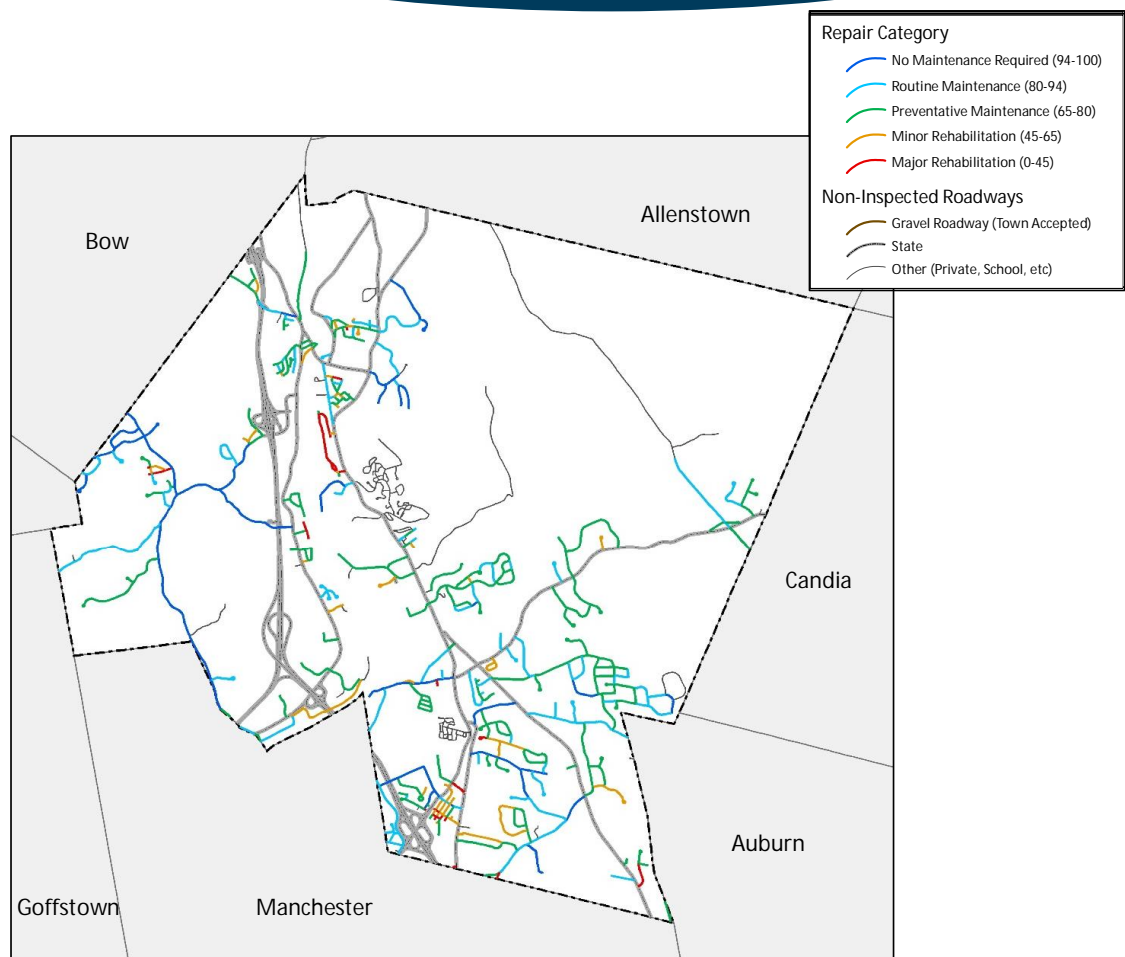 Repair Category
No Maintenance Required (94-100)
Routine Maintenance (80-94)
Preventative Maintenance (65-80)
Minor Rehabilitation (45-65)
Major Rehabilitation (0-45)
Non-Inspected Roadways
Gravel Roadway (Town Accepted)
State
Other (Private, School, etc)
Allenstown
Bow
Candia
Auburn
Goffstown
Manchester